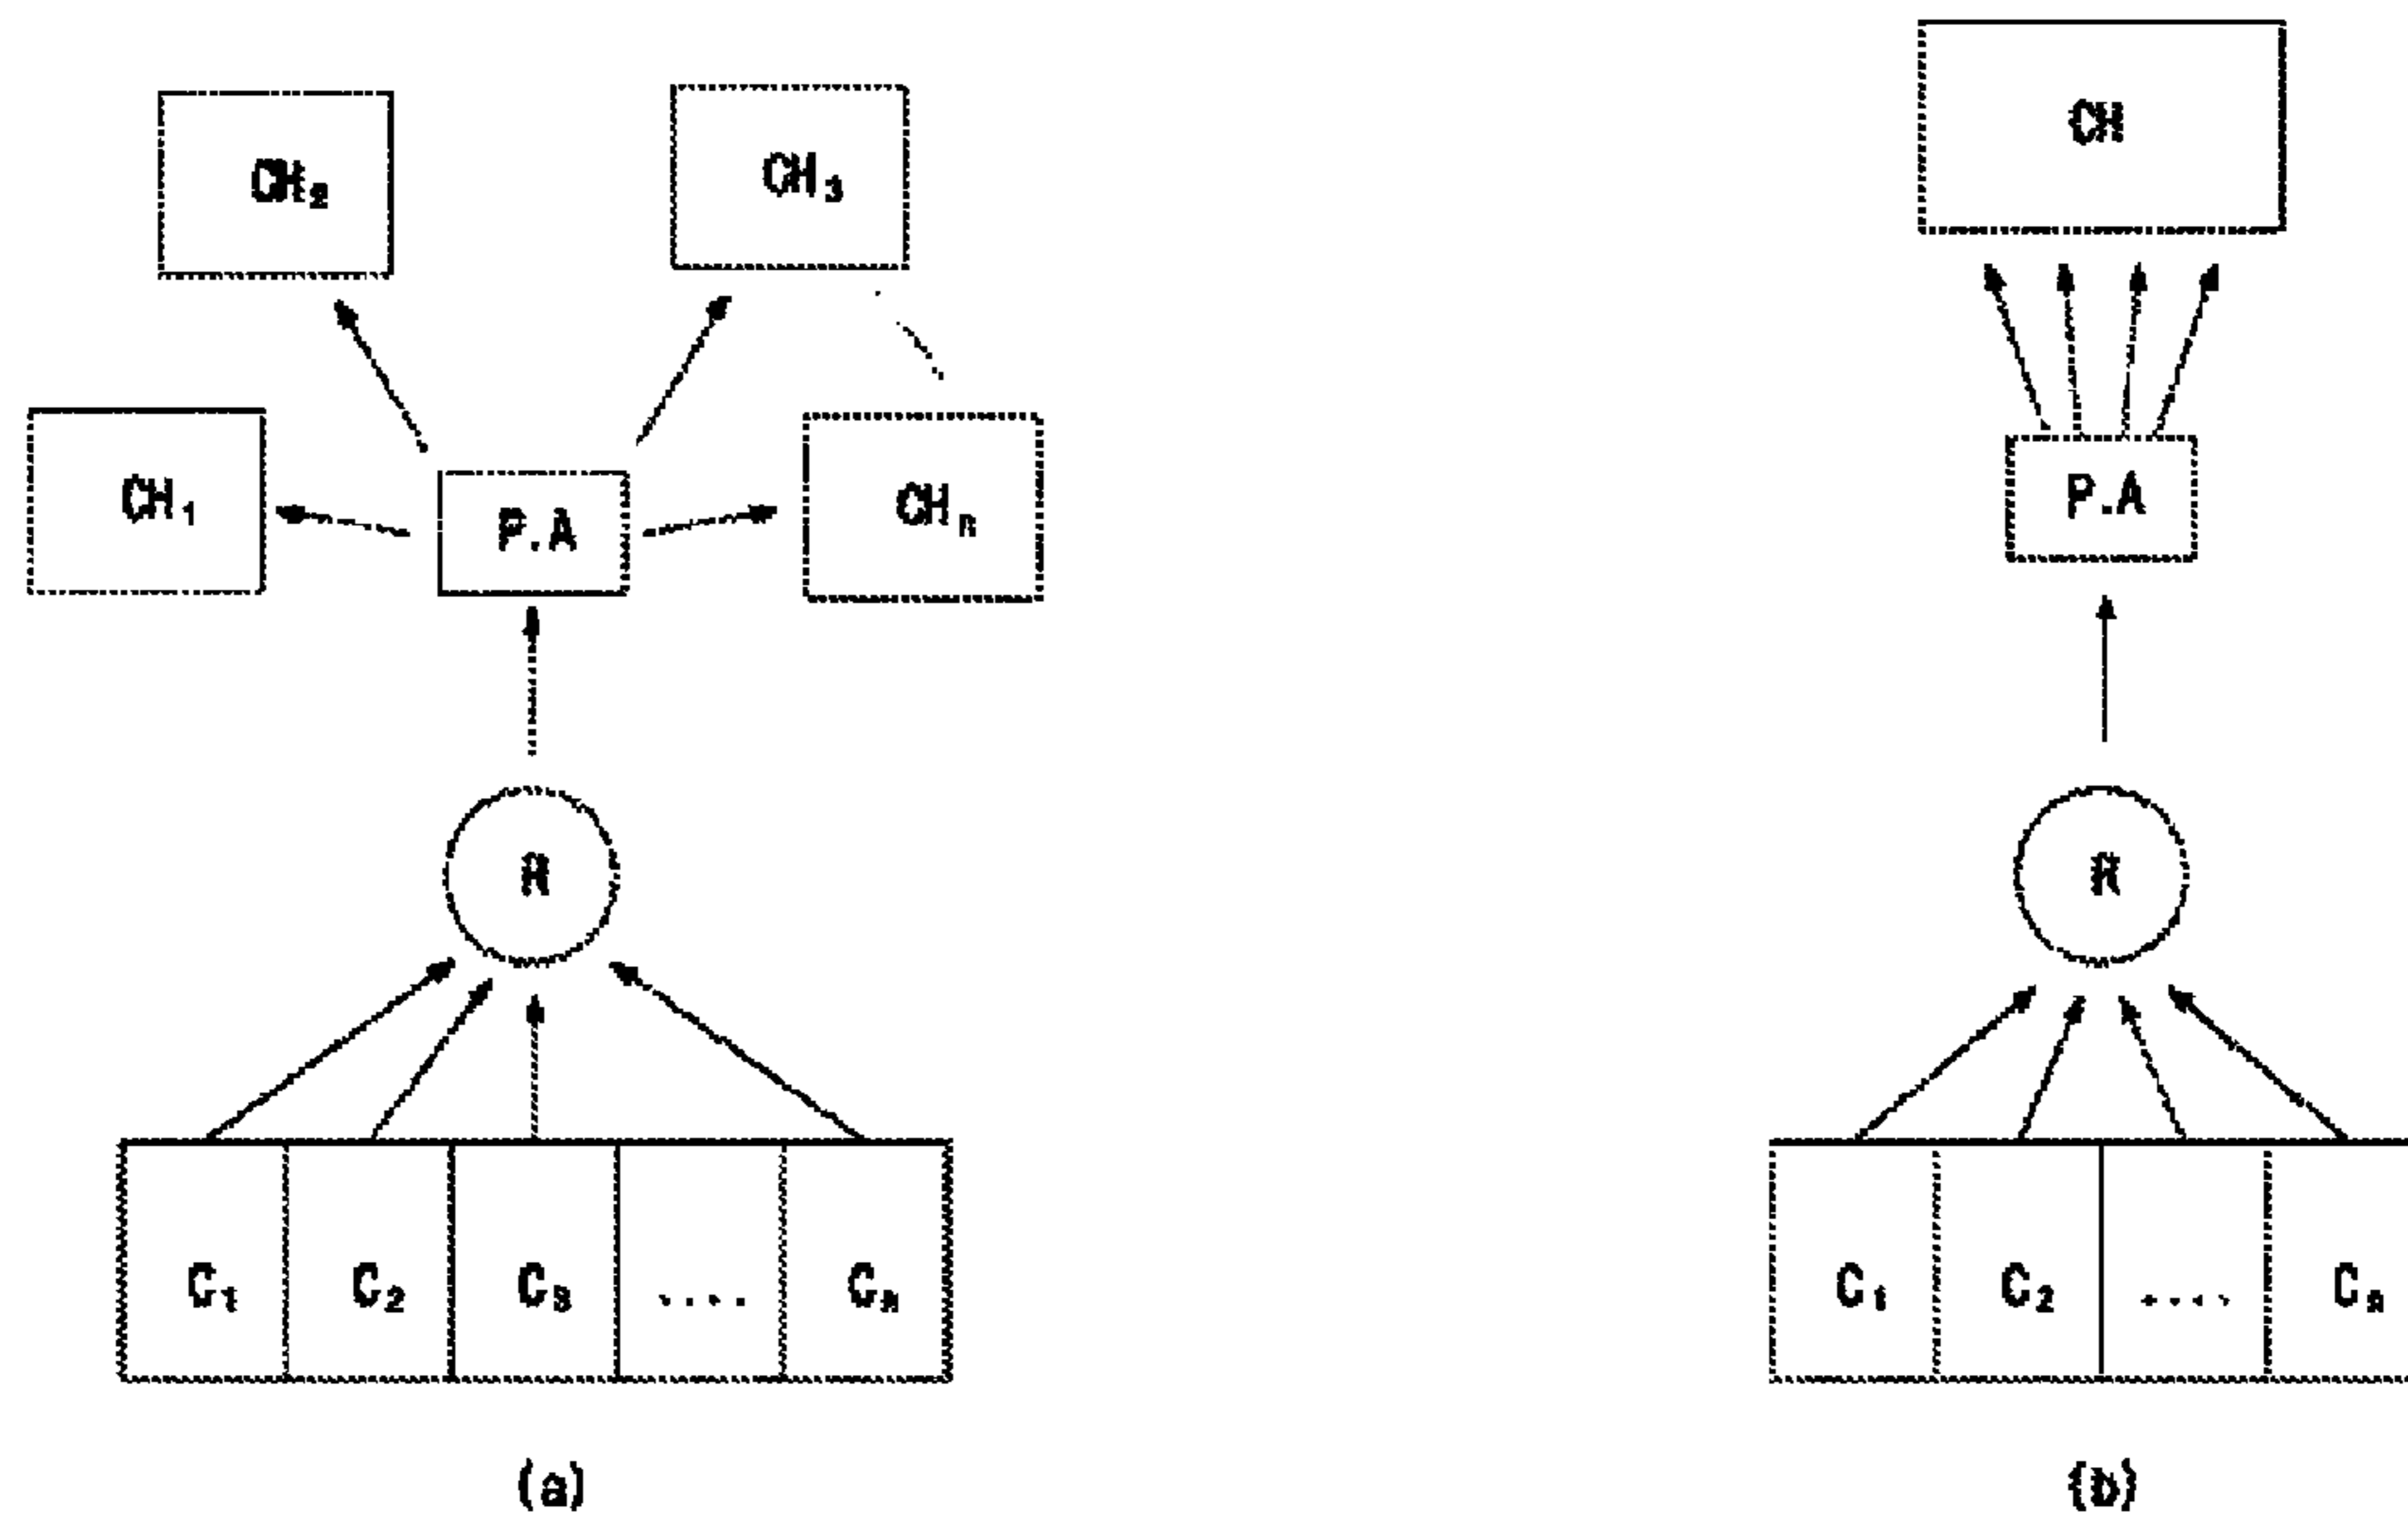 CH
CH₂
CH₃
CH₁
P.A
CHₙ
P.A
R
R
C₁ C₂ C₃ .... Cₙ
C₁ C₂ .... Cₙ
(a)
(b)